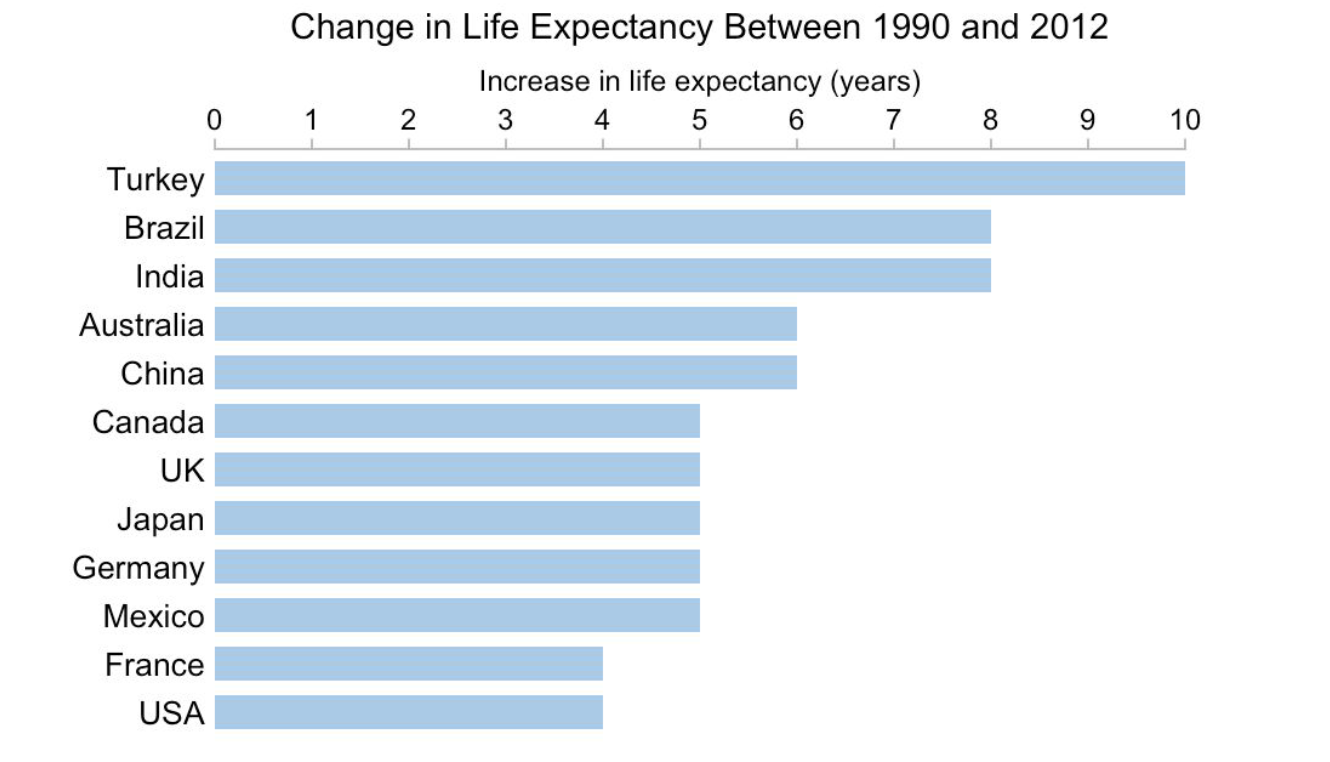 Change in Life Expectancy Between 1990 and 2012
Increase in life expectancy (years)
0 1 2 3 4 5 6 7 8 9 10
Turkey
Brazil
India
Australia
China
Canada
UK
Japan
Germany
Mexico
France
USA